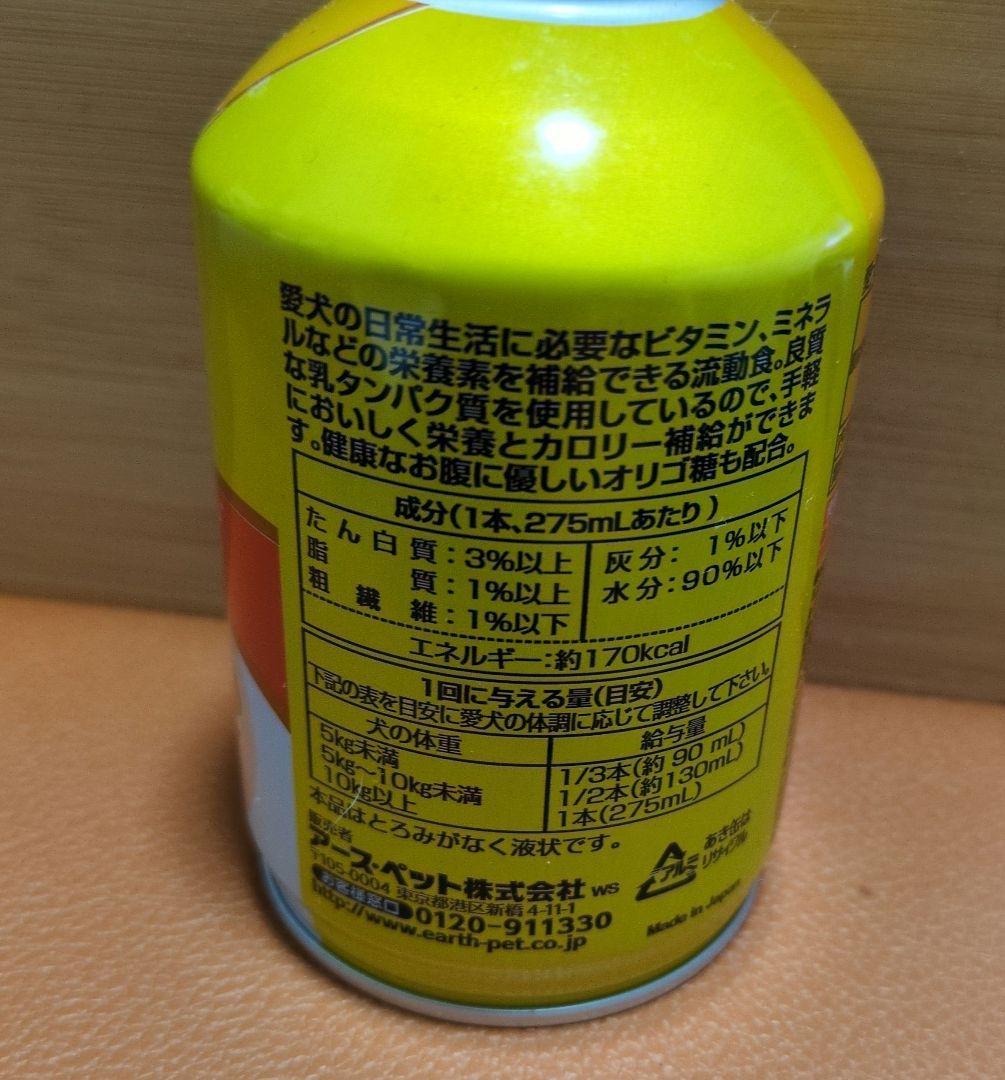 愛犬の日常生活に必要なビタミン、ミネラ
ルなどの栄養素を補給できる流動食。良質
な乳タンパク質を使用しているので、手軽
においしく栄養とカロリー補給ができま
す。健康なお腹に優しいオリゴ糖も配合。
成分(1本、275mLあたり)
たん白質:3%以上 灰分: 1%以下
脂質:1%以上 水分:90%以下
粗繊維:1%以下
エネルギー:約170kcal
1回に与える量(目安)
下記の表を目安に愛犬の体調に応じて調整して下さい。
犬の体重 給与量
5kg未満 1/3本(約 90 mL)
5kg～10kg未満 1/2本(約130mL)
10kg以上 1本(275mL)
本品はとろみがなく液状です。
販売者
アース・ペット株式会社 WS
〒105-0004 東京都港区新橋 4-11-1
お客様窓口 0120-911330
http://www.earth-pet.co.jp
あき缶は
リサイクル
アルミ
Made in Japan